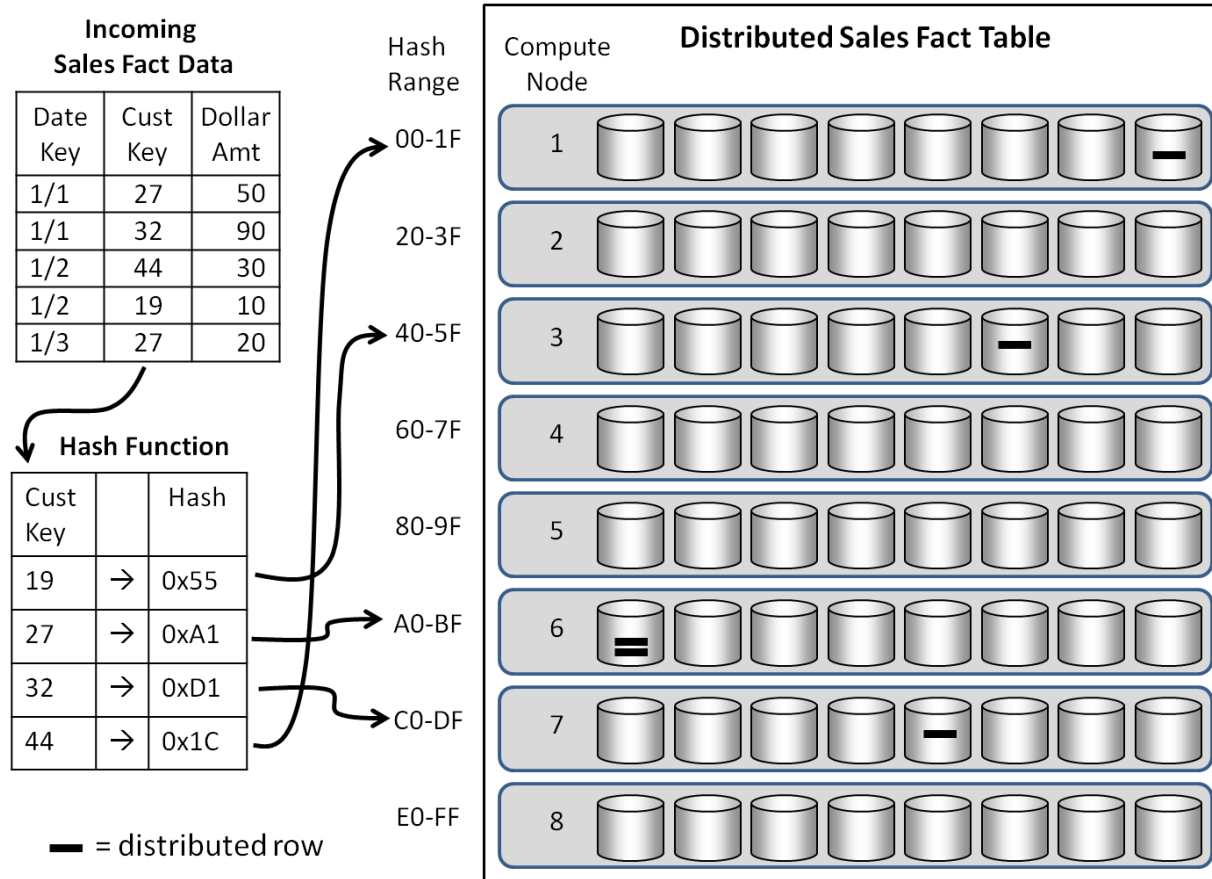 Incoming
Sales Fact Data
Date Key Cust Key Dollar Amt
1/1 27 50
1/1 32 90
1/2 44 30
1/2 19 10
1/3 27 20
Hash Function
Cust Key Hash
19 → 0x55
27 → 0xA1
32 → 0xD1
44 → 0x1C
= distributed row
Hash
Range
00-1F
20-3F
40-5F
60-7F
80-9F
A0-BF
C0-DF
E0-FF
Distributed Sales Fact Table
Compute
Node
1
2
3
4
5
6
7
8